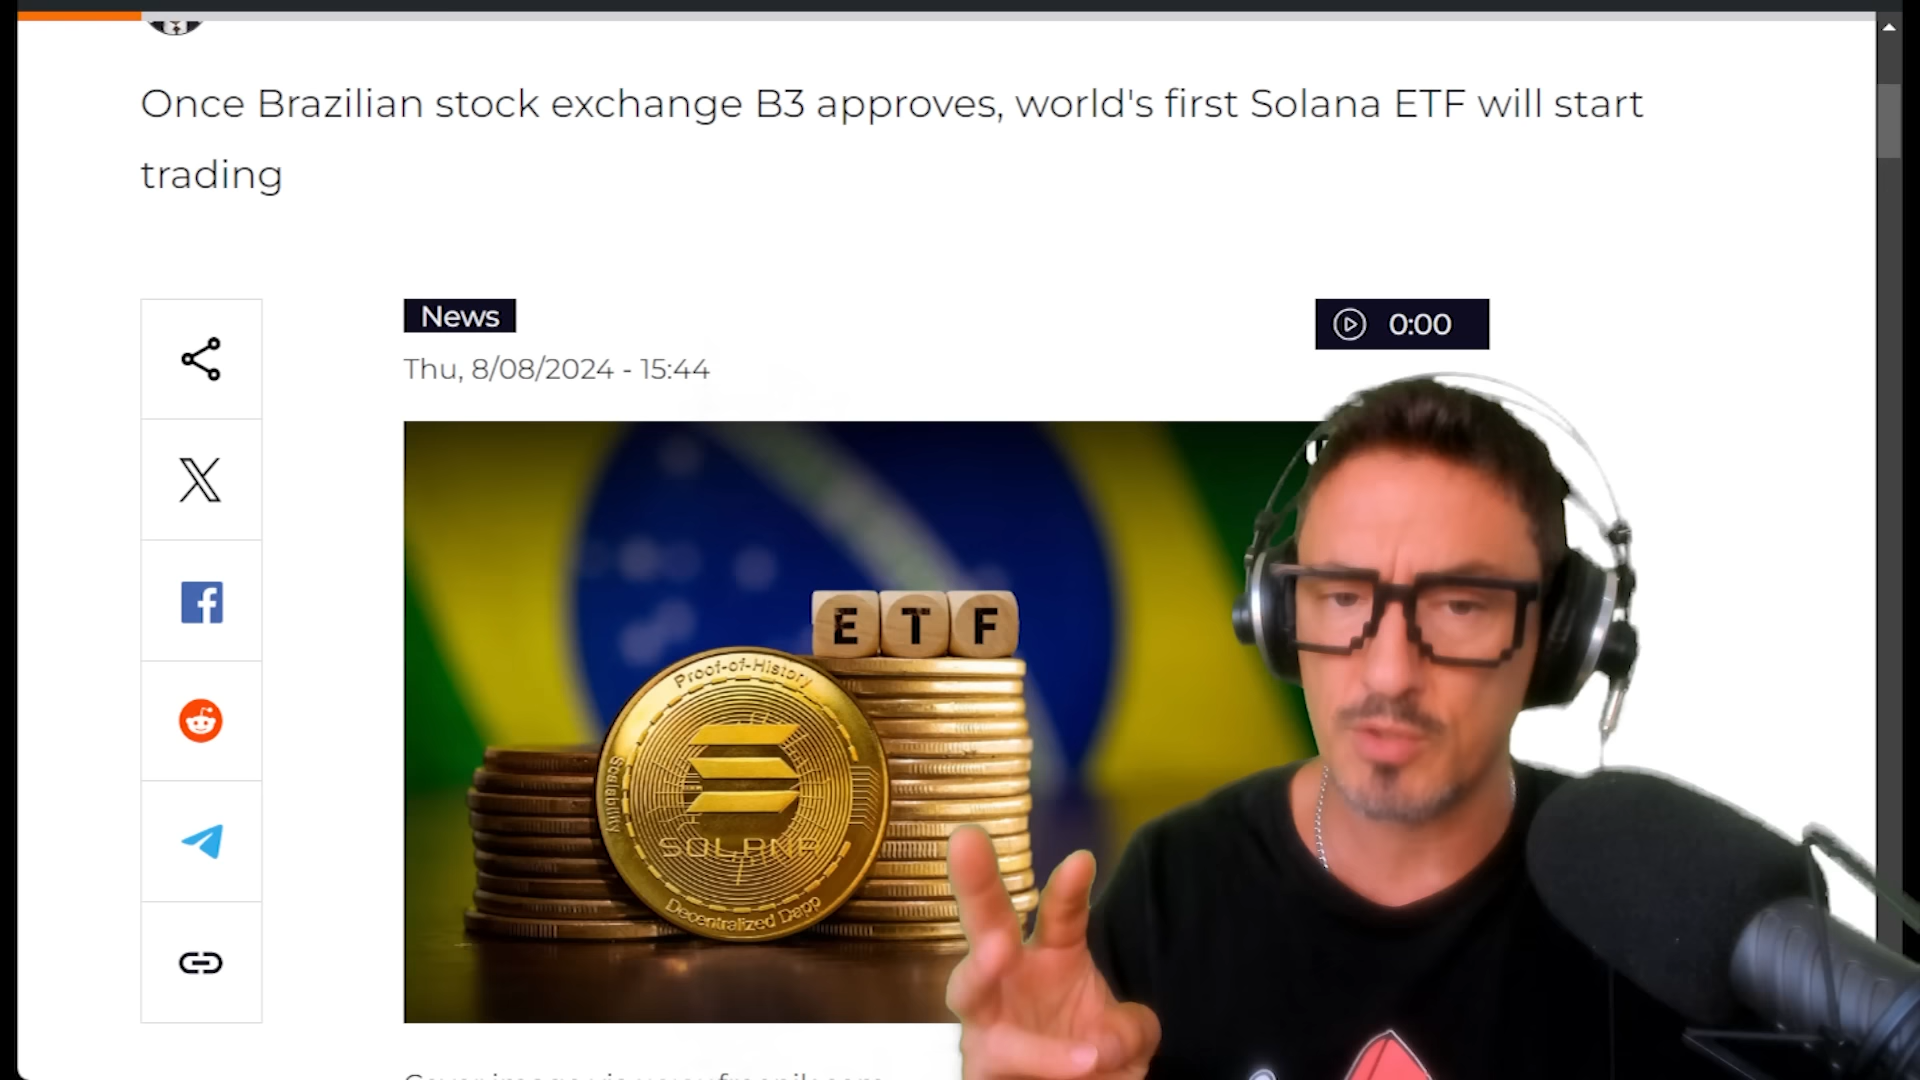 Once Brazilian stock exchange B3 approves, world's first Solana ETF will start
trading
News
0:00
Thu, 8/08/2024 - 15:44
E T F
Proof-of-History
Scalability
SOLANA
Decentralized Dapp